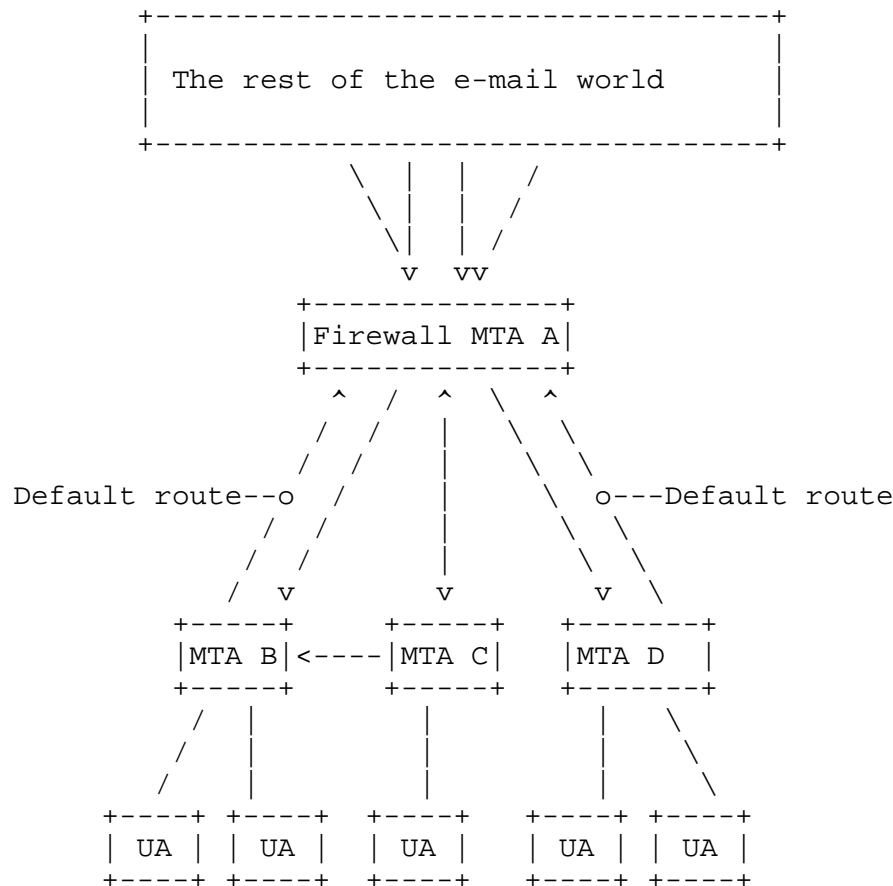 The rest of the e-mail world
Firewall MTA A
Default route--o o---Default route
MTA B <---- MTA C MTA D
UA UA UA UA UA